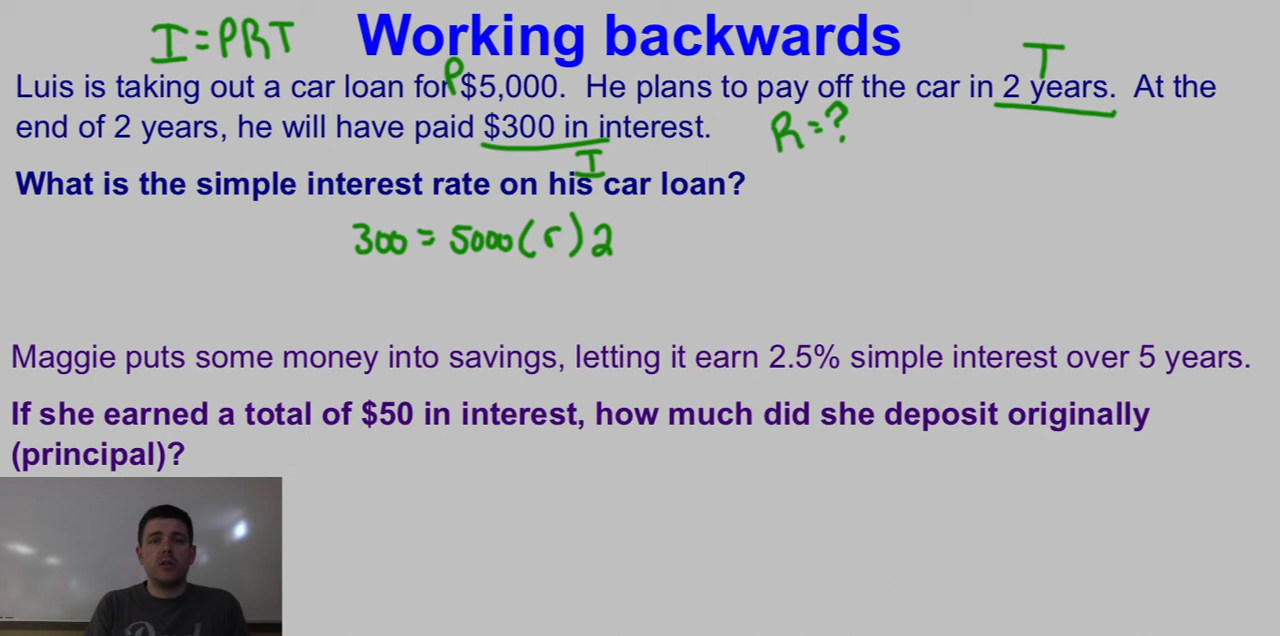 I=PRT Working backwards
T
P
Luis is taking out a car loan for $5,000. He plans to pay off the car in 2 years. At the
end of 2 years, he will have paid $300 in interest. R=?
I
What is the simple interest rate on his car loan?
300 = 5000(r)2
Maggie puts some money into savings, letting it earn 2.5% simple interest over 5 years.
If she earned a total of $50 in interest, how much did she deposit originally
(principal)?